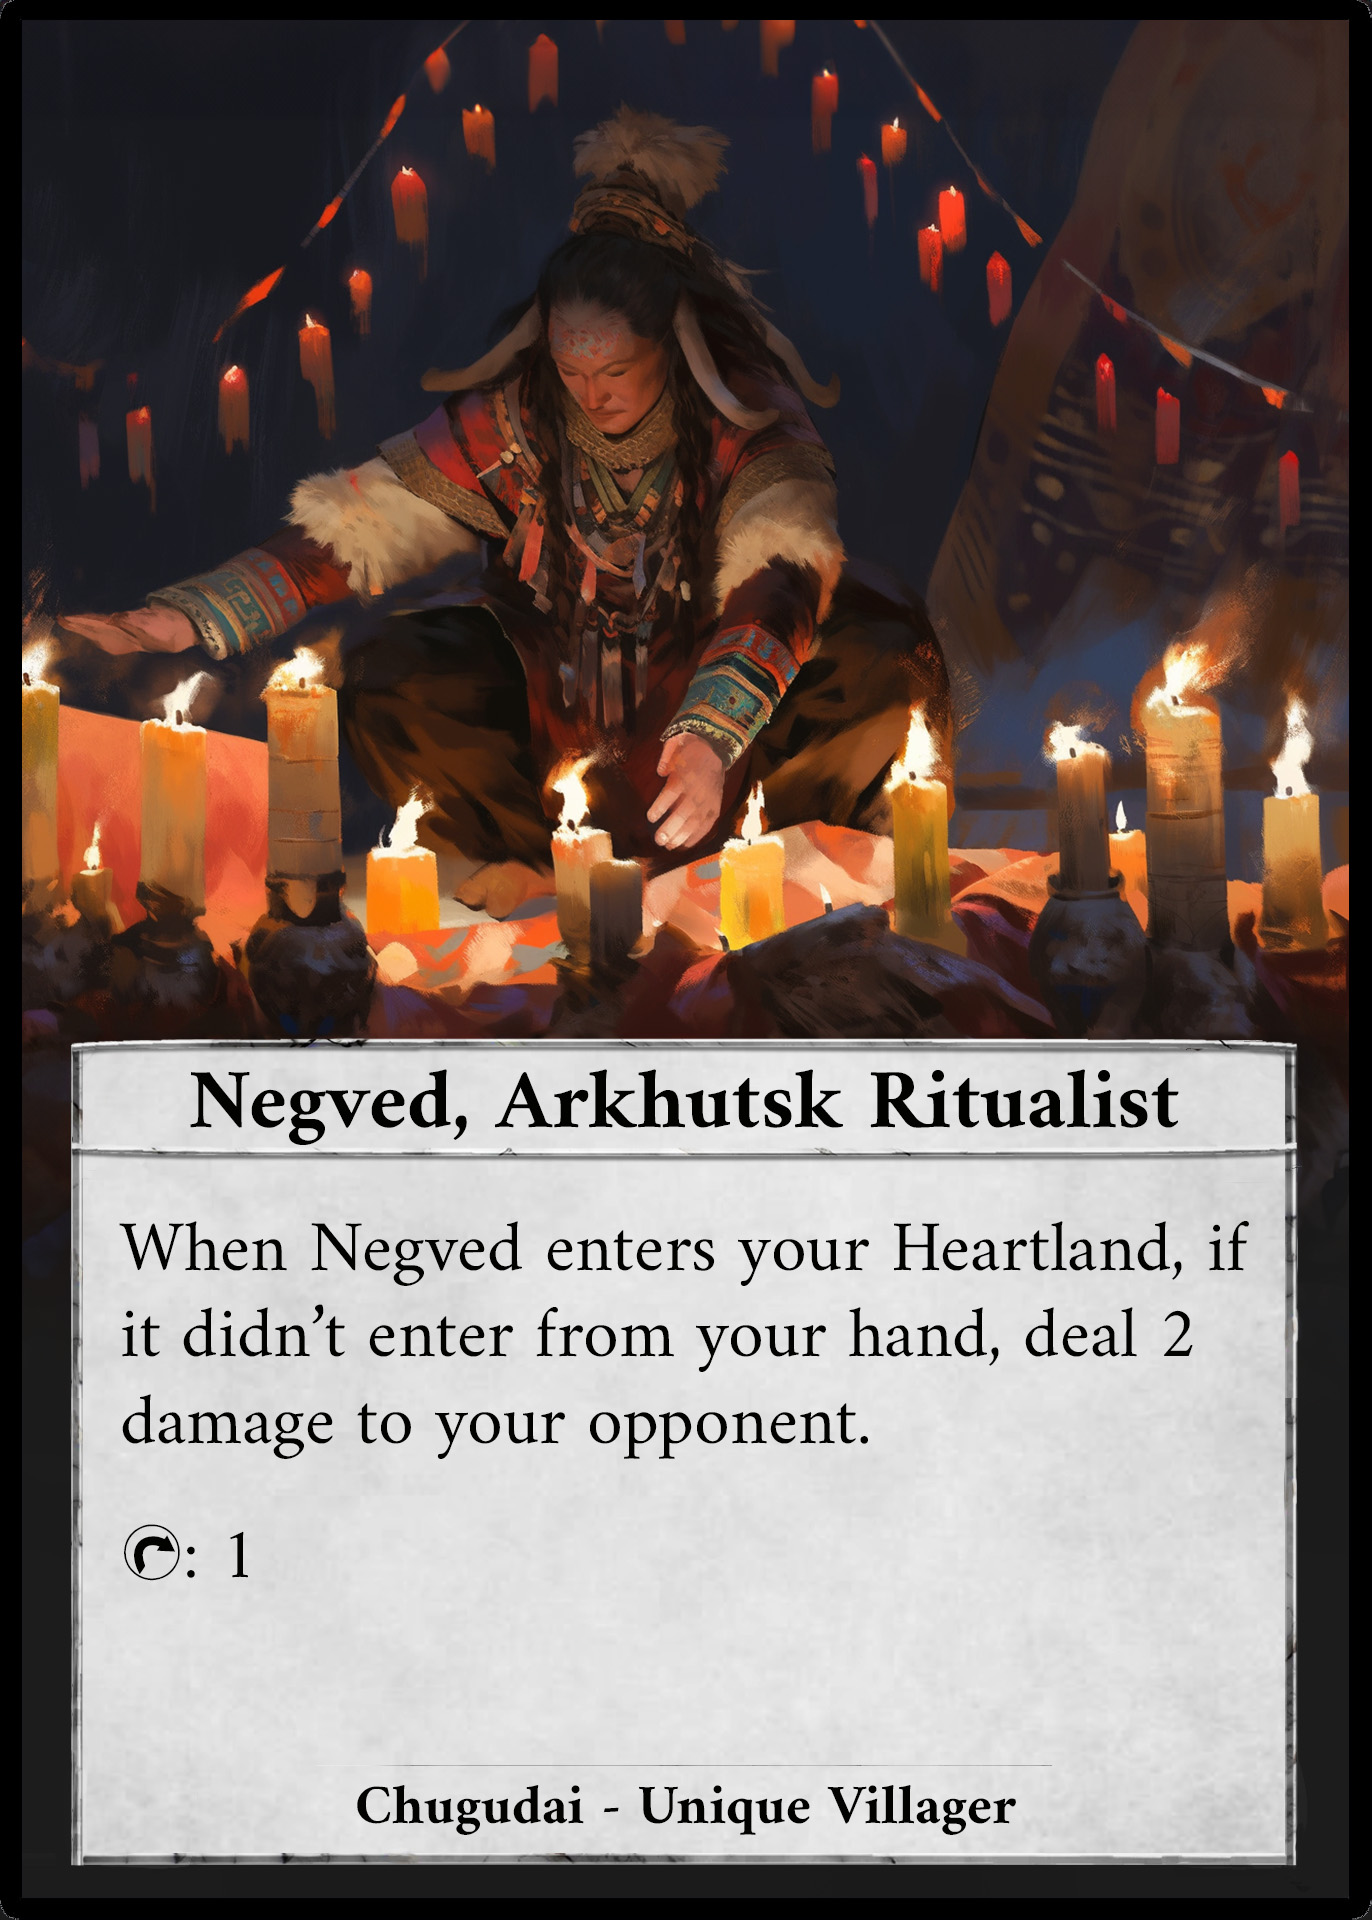 Negved, Arkhutsk Ritualist
When Negved enters your Heartland, if
it didn’t enter from your hand, deal 2
damage to your opponent.
: 1
Chugudai - Unique Villager